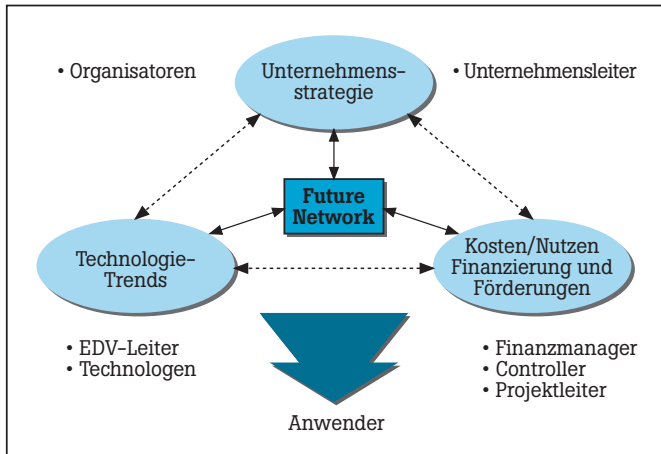 • Organisatoren
Unternehmens-
strategie
• Unternehmensleiter
Future
Network
Technologie-
Trends
Kosten/Nutzen
Finanzierung und
Förderungen
• EDV-Leiter
• Technologen
• Finanzmanager
• Controller
• Projektleiter
Anwender